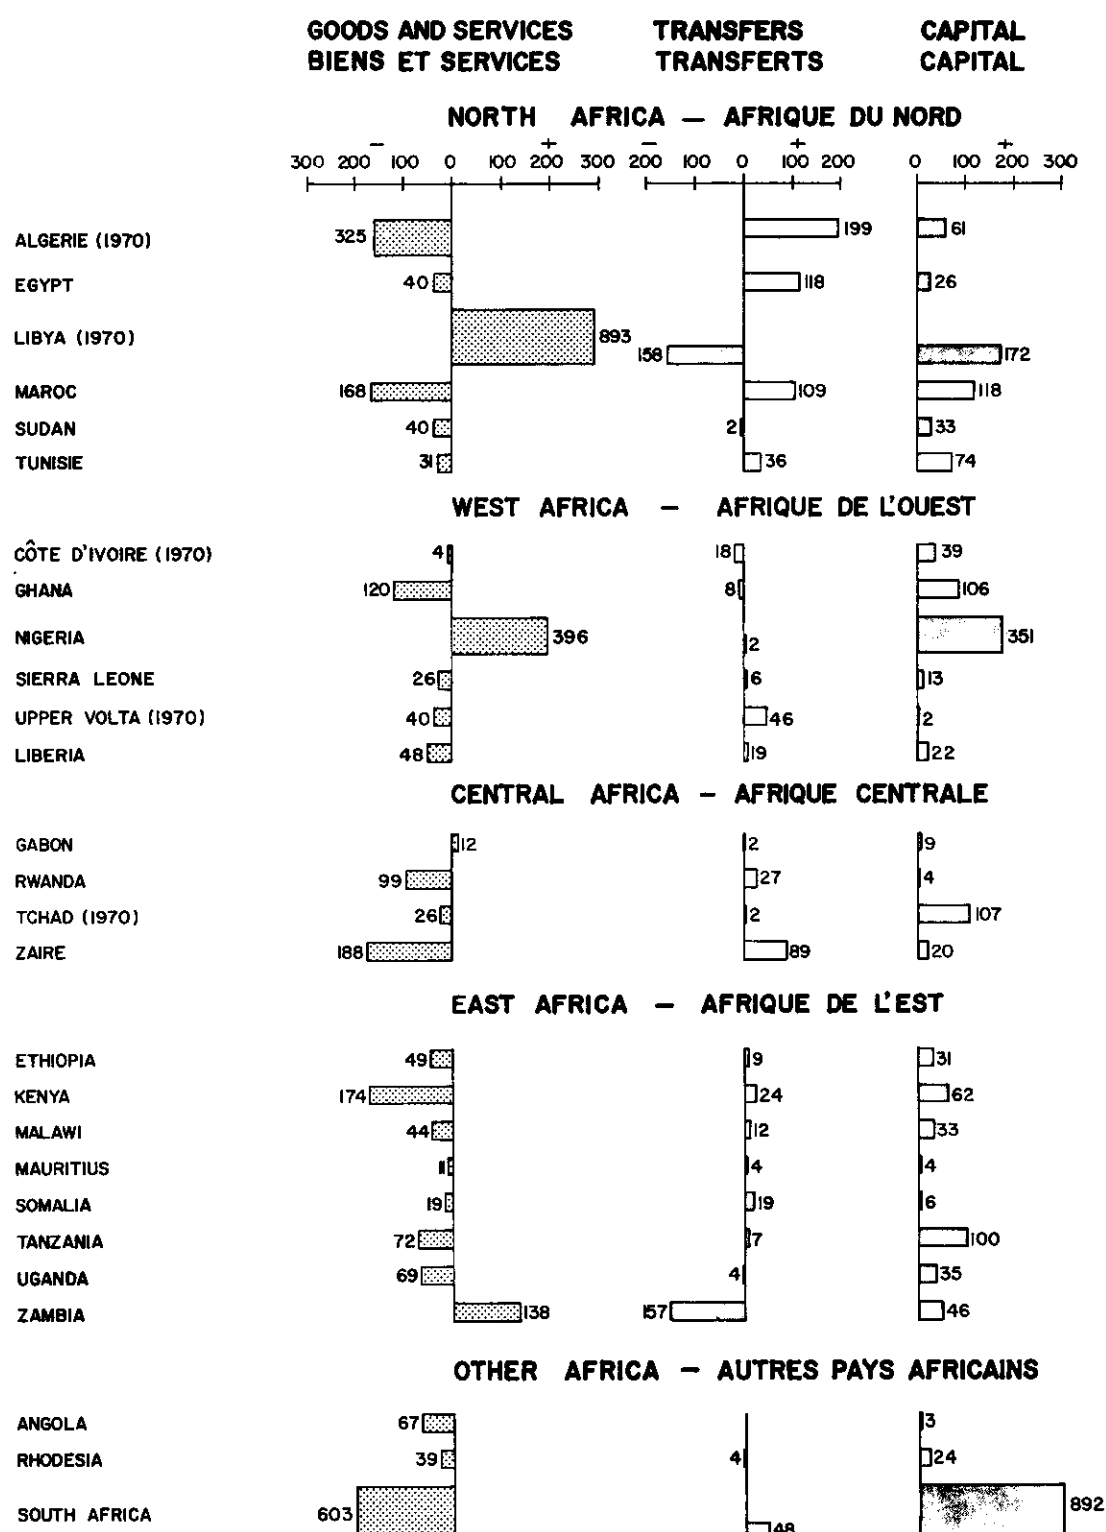 GOODS AND SERVICES TRANSFERS CAPITAL
BIENS ET SERVICES TRANSFERTS CAPITAL
NORTH AFRICA — AFRIQUE DU NORD
— + — + +
300 200 100 0 100 200 300 200 100 0 100 200 0 100 200 300
ALGERIE (1970) 325 199 61
EGYPT 40 118 26
LIBYA (1970) 893 158 172
MAROC 168 109 118
SUDAN 40 2 33
TUNISIE 31 36 74
WEST AFRICA — AFRIQUE DE L'OUEST
CÔTE D'IVOIRE (1970) 4 18 39
GHANA 120 8 106
NIGERIA 396 2 351
SIERRA LEONE 26 6 13
UPPER VOLTA (1970) 40 46 2
LIBERIA 48 19 22
CENTRAL AFRICA — AFRIQUE CENTRALE
GABON 12 2 9
RWANDA 99 27 4
TCHAD (1970) 26 2 107
ZAIRE 188 89 20
EAST AFRICA — AFRIQUE DE L'EST
ETHIOPIA 49 9 31
KENYA 174 24 62
MALAWI 44 12 33
MAURITIUS 11 4 4
SOMALIA 19 19 6
TANZANIA 72 7 100
UGANDA 69 4 35
ZAMBIA 138 157 46
OTHER AFRICA — AUTRES PAYS AFRICAINS
ANGOLA 67 3
RHODESIA 39 4 24
SOUTH AFRICA 603 48 892